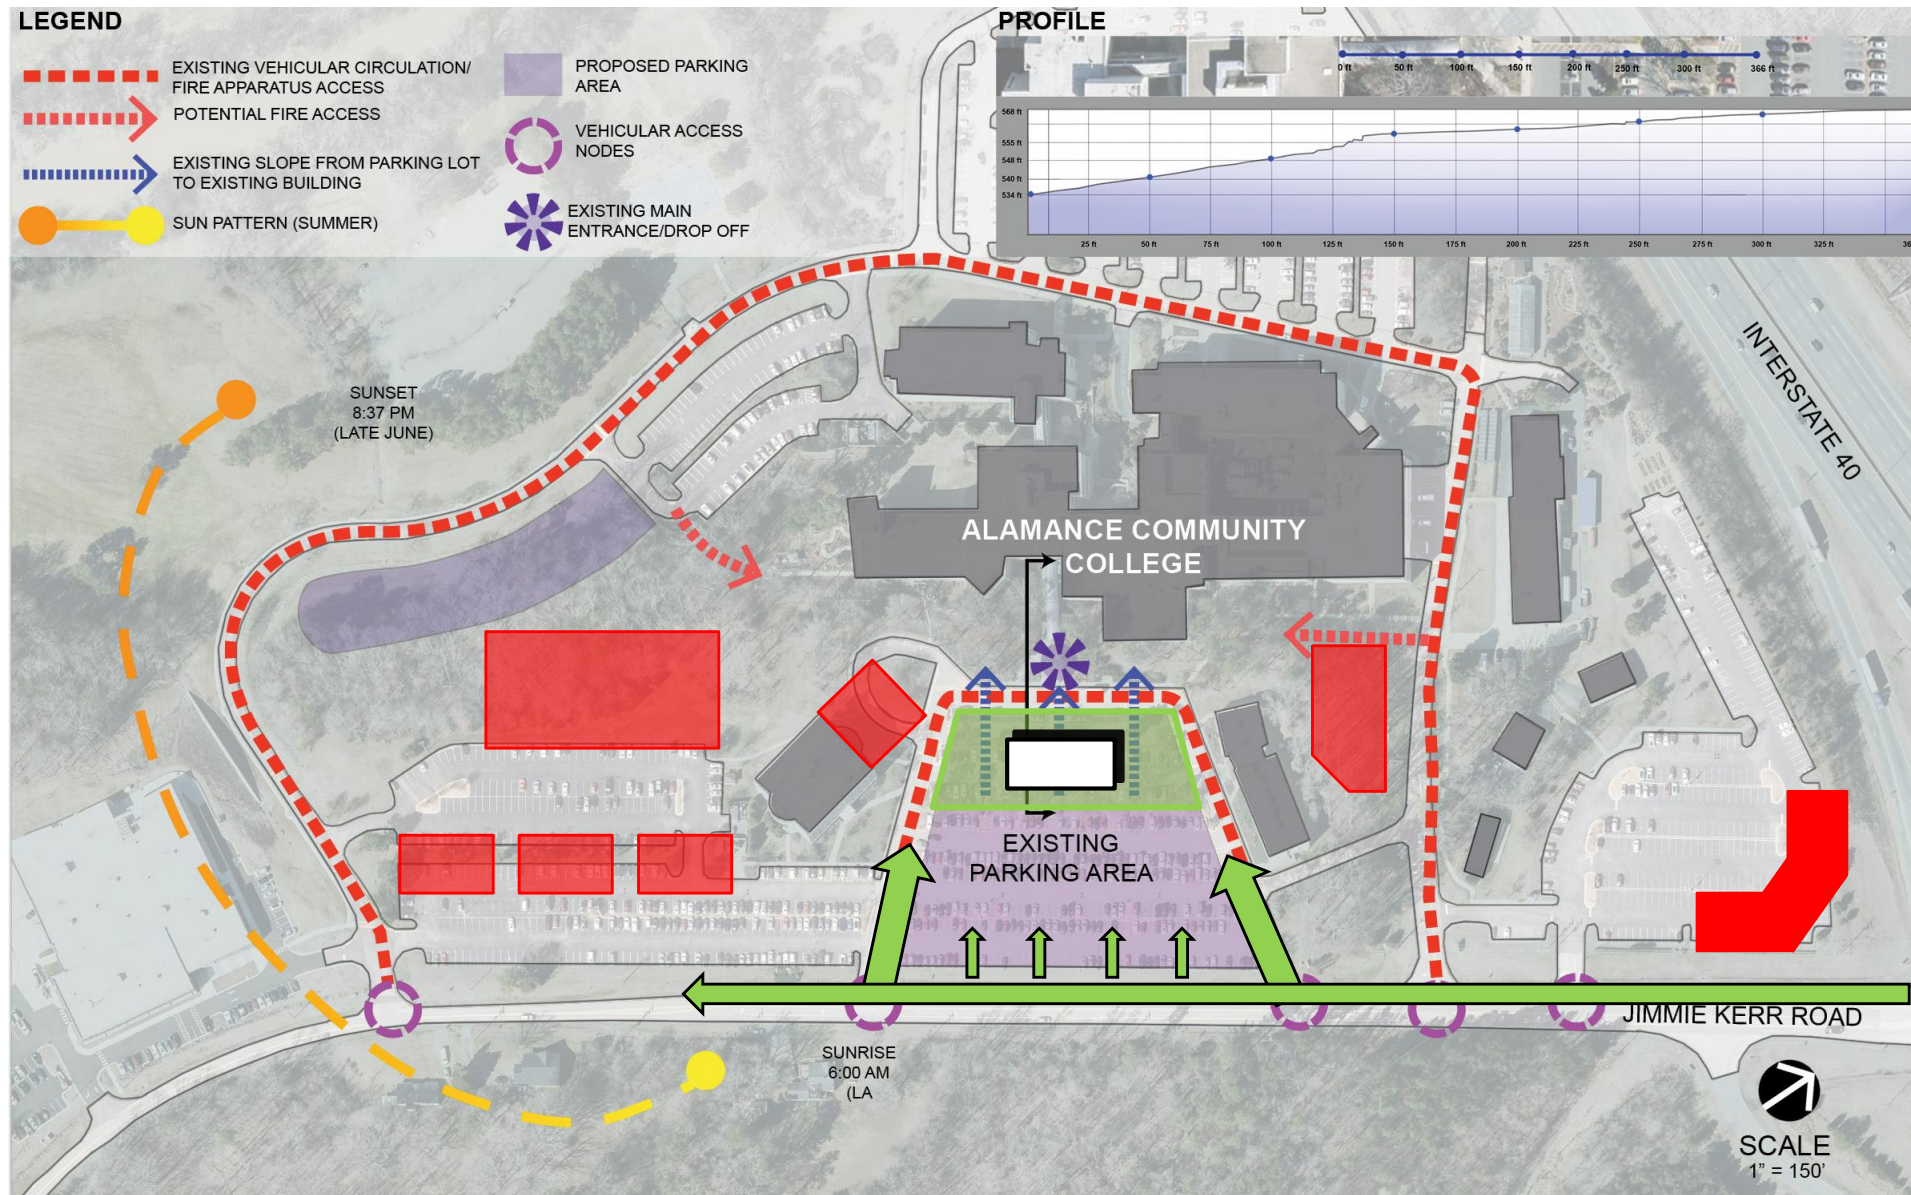 LEGEND
EXISTING VEHICULAR CIRCULATION/
FIRE APPARATUS ACCESS
POTENTIAL FIRE ACCESS
EXISTING SLOPE FROM PARKING LOT
TO EXISTING BUILDING
SUN PATTERN (SUMMER)
PROPOSED PARKING
AREA
VEHICULAR ACCESS
NODES
EXISTING MAIN
ENTRANCE/DROP OFF
PROFILE
0 ft 50 ft 100 ft 150 ft 200 ft 250 ft 300 ft 366 ft
568 ft
555 ft
548 ft
540 ft
534 ft
25 ft 50 ft 75 ft 100 ft 125 ft 150 ft 175 ft 200 ft 225 ft 250 ft 275 ft 300 ft 325 ft 36
INTERSTATE 40
SUNSET
8:37 PM
(LATE JUNE)
ALAMANCE COMMUNITY
COLLEGE
EXISTING
PARKING AREA
JIMMIE KERR ROAD
SUNRISE
6:00 AM
(LA
SCALE
1" = 150'